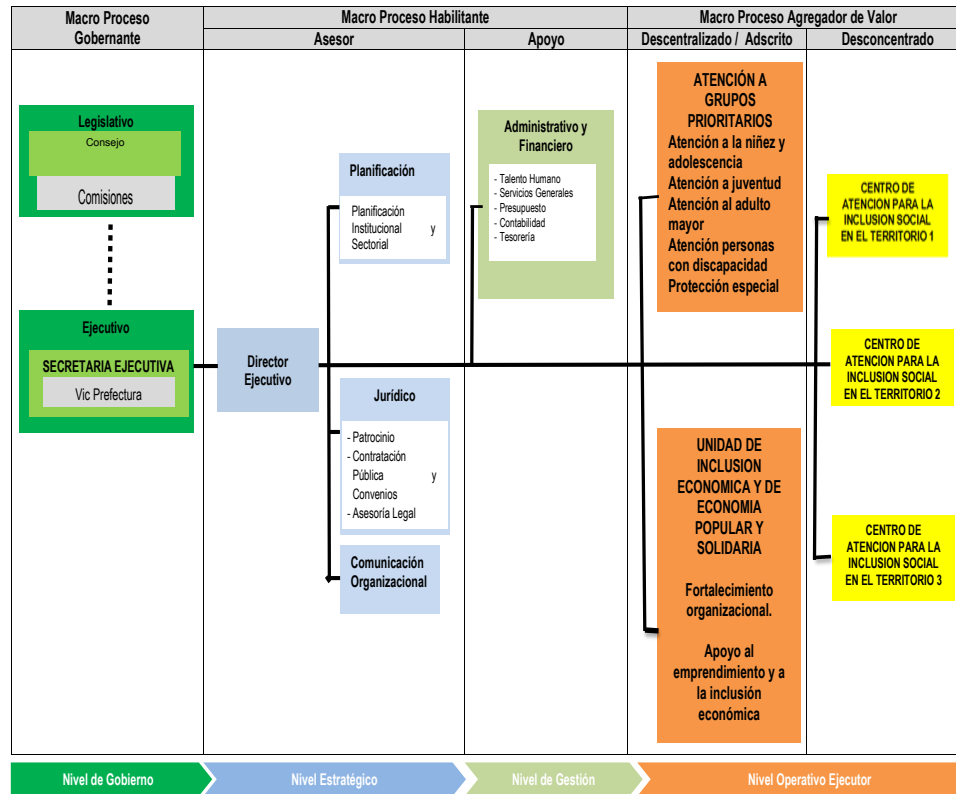 Macro Proceso
Gobernante
Macro Proceso Habilitante
Macro Proceso Agregador de Valor
Asesor
Apoyo
Descentralizado / Adscrito
Desconcentrado
Legislativo
Consejo
Comisiones
Ejecutivo
SECRETARIA EJECUTIVA
Vic Prefectura
Director
Ejecutivo
Planificación
Planificación
Institucional y
Sectorial
Jurídico
- Patrocinio
- Contratación
Pública y
Convenios
- Asesoría Legal
Comunicación
Organizacional
Administrativo y
Financiero
- Talento Humano
- Servicios Generales
- Presupuesto
- Contabilidad
- Tesorería
ATENCIÓN A
GRUPOS
PRIORITARIOS
Atención a la niñez y
adolescencia
Atención a juventud
Atención al adulto
mayor
Atención personas
con discapacidad
Protección especial
UNIDAD DE
INCLUSION
ECONOMICA Y DE
ECONOMIA
POPULAR Y
SOLIDARIA
Fortalecimiento
organizacional.
Apoyo al
emprendimiento y a
la inclusión
económica
CENTRO DE
ATENCION PARA LA
INCLUSION SOCIAL
EN EL TERRITORIO 1
CENTRO DE
ATENCION PARA LA
INCLUSION SOCIAL
EN EL TERRITORIO 2
CENTRO DE
ATENCION PARA LA
INCLUSION SOCIAL
EN EL TERRITORIO 3
Nivel de Gobierno
Nivel Estratégico
Nivel de Gestión
Nivel Operativo Ejecutor